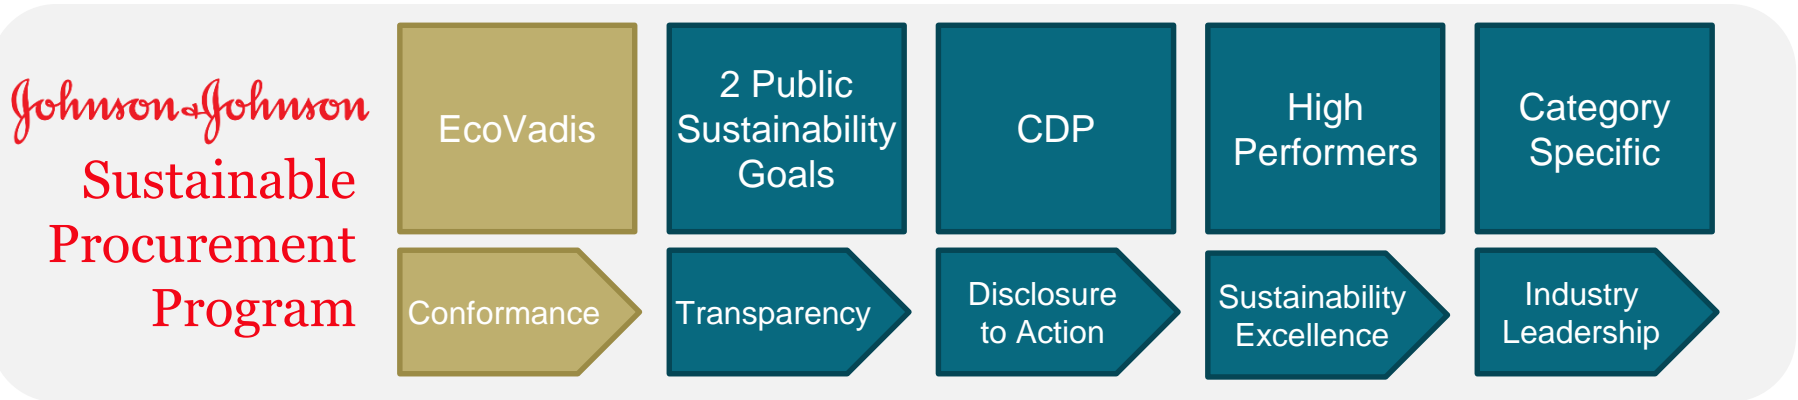 Johnson&Johnson
Sustainable
Procurement
Program
EcoVadis
2 Public
Sustainability
Goals
CDP
High
Performers
Category
Specific
Conformance
Transparency
Disclosure
to Action
Sustainability
Excellence
Industry
Leadership